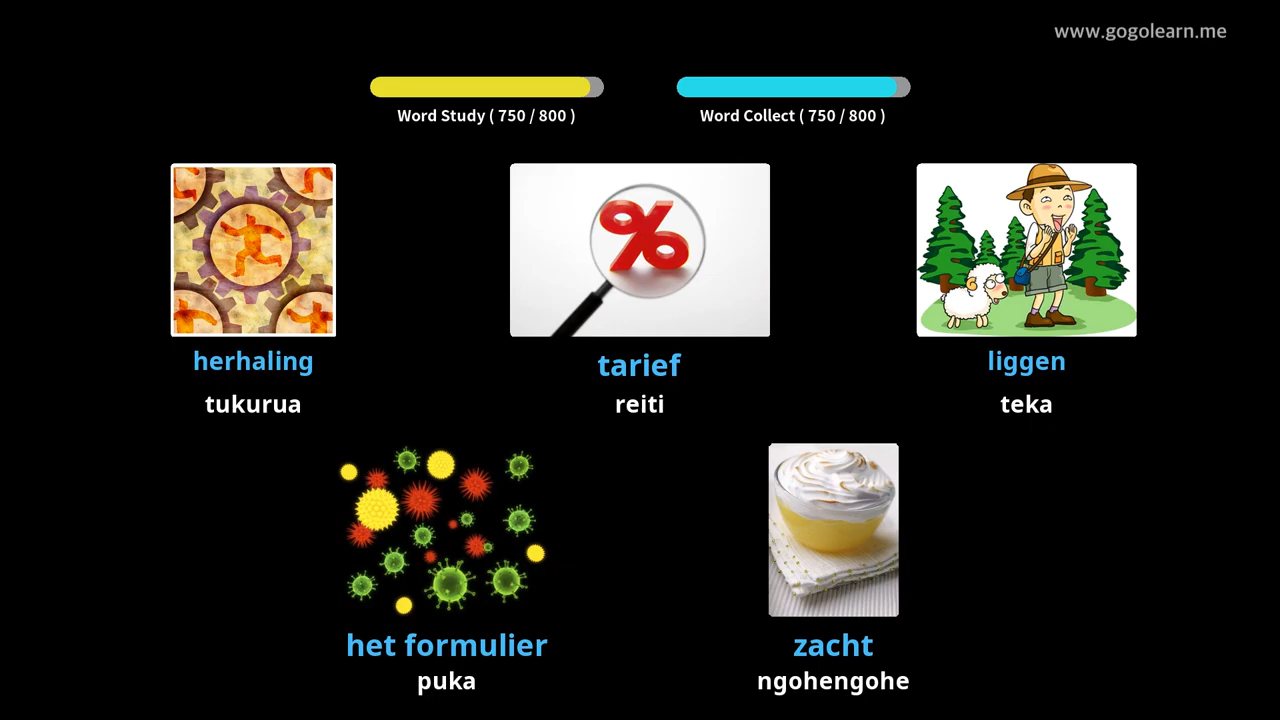 www.gogolearn.me
Word Study ( 750 / 800 )
Word Collect ( 750 / 800 )
%
herhaling
tarief
liggen
tukurua
reiti
teka
het formulier
zacht
puka
ngohengohe